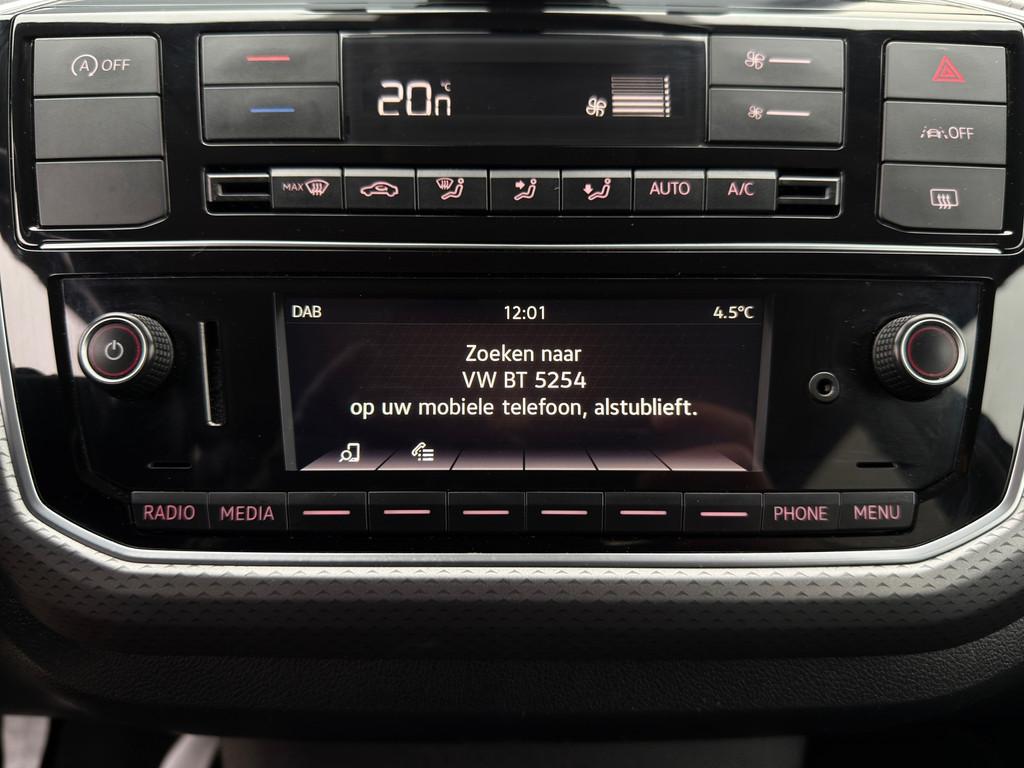 OFF
20.0 °C
OFF
MAX
AUTO
A/C
DAB 12:01 4.5°C
Zoeken naar
VW BT 5254
op uw mobiele telefoon, alstublieft.
RADIO MEDIA PHONE MENU